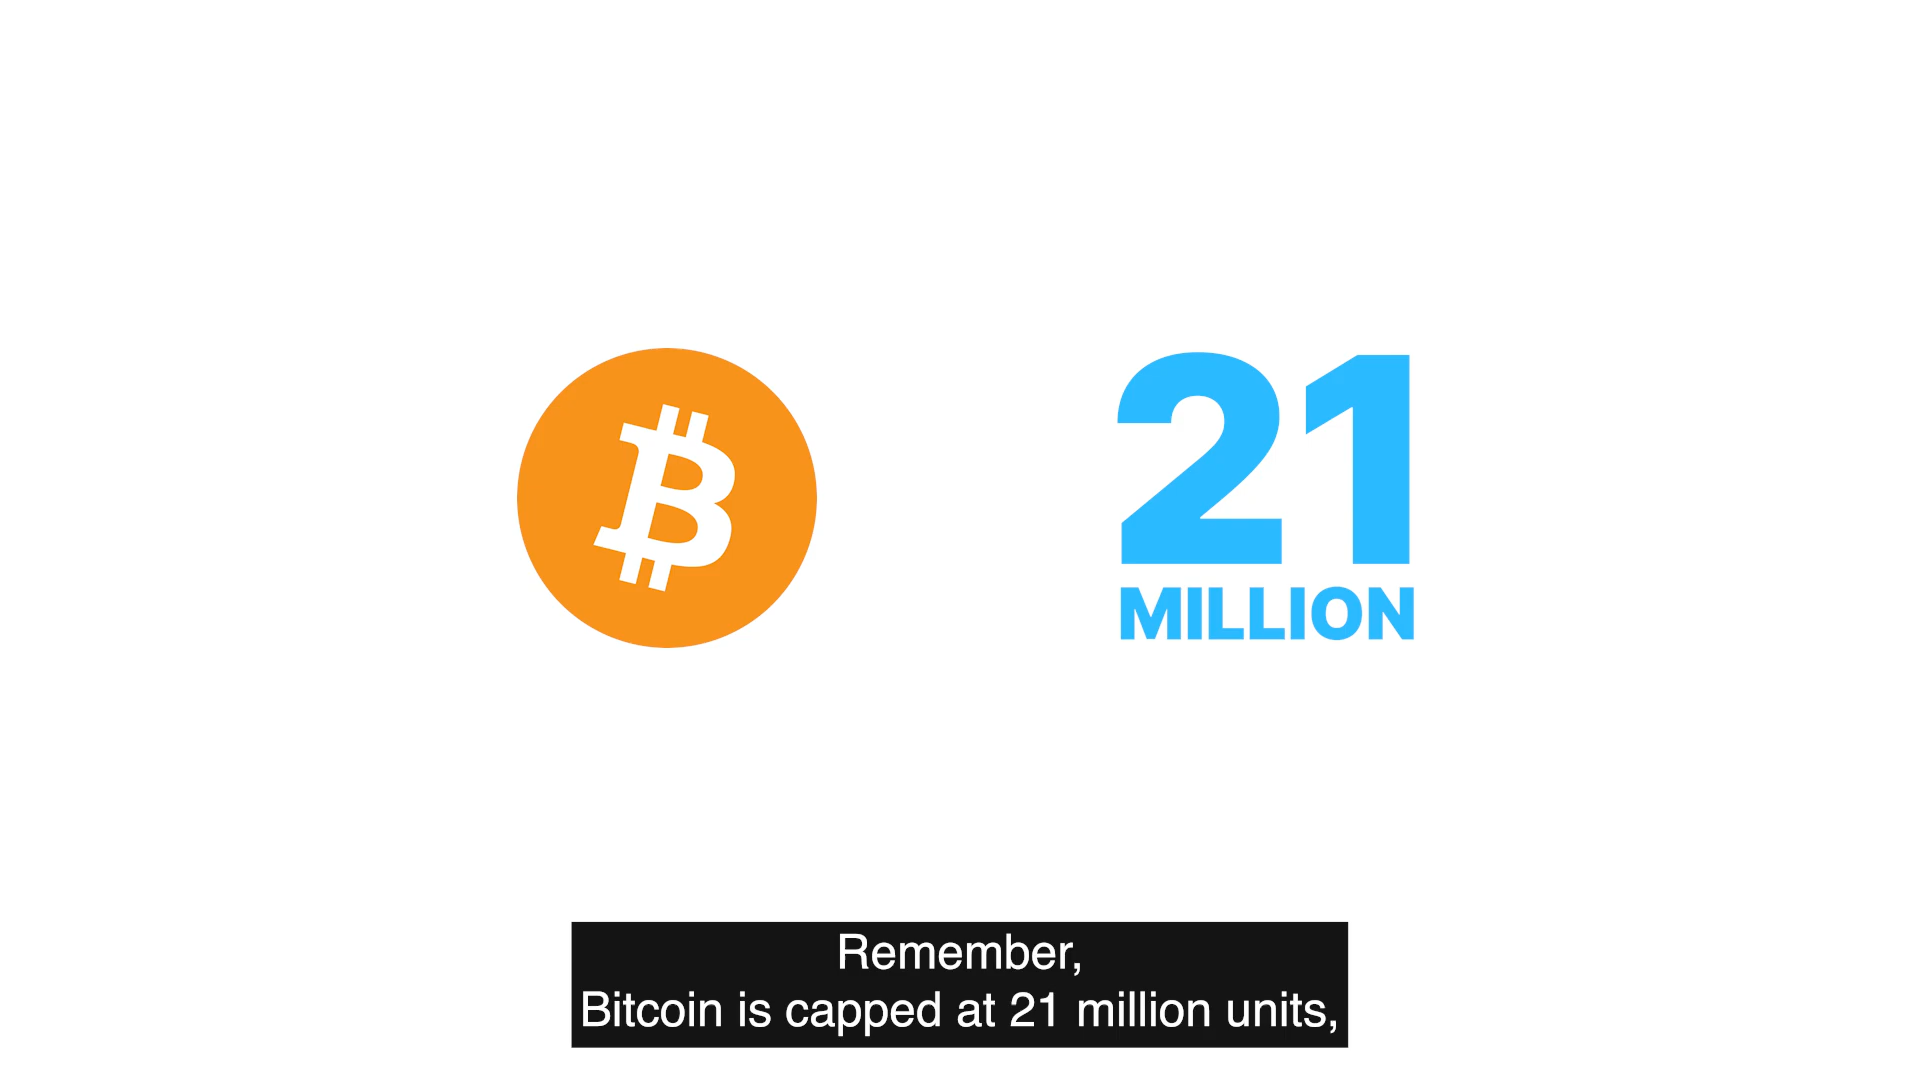 21
MILLION
Remember,
Bitcoin is capped at 21 million units,